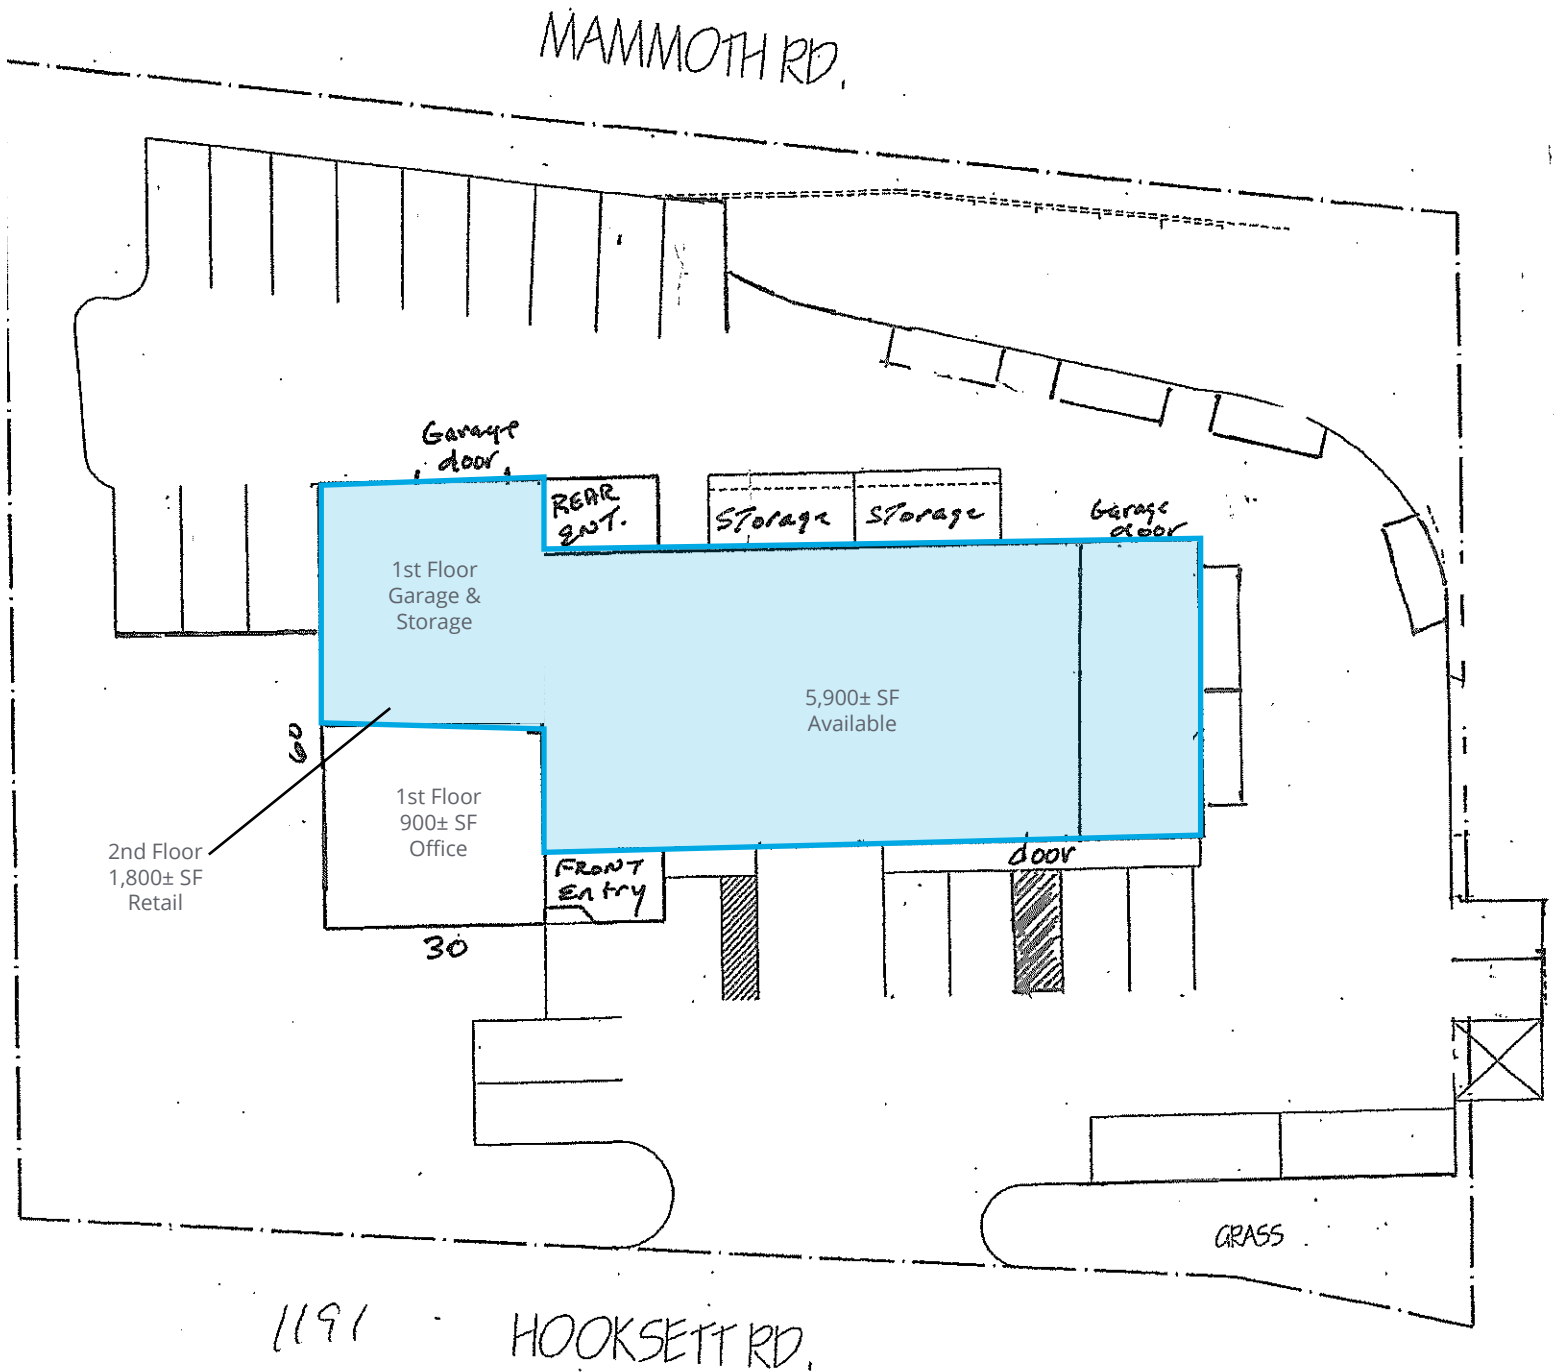 MAMMOTH RD.
Garage
door
REAR
ENT.
Storage
Storage
Garage
door
1st Floor
Garage &
Storage
5,900± SF
Available
60
1st Floor
900± SF
Office
2nd Floor
1,800± SF
Retail
FRONT
Entry
door
30
GRASS
1191
HOOKSETT RD.